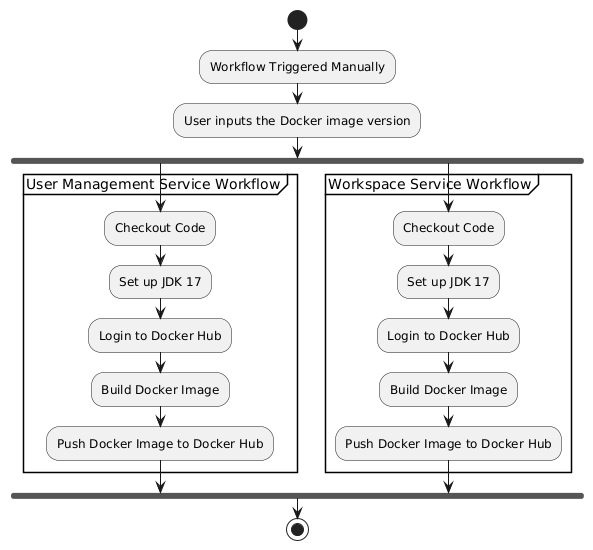 Workflow Triggered Manually
User inputs the Docker image version
User Management Service Workflow
Checkout Code
Set up JDK 17
Login to Docker Hub
Build Docker Image
Push Docker Image to Docker Hub
Workspace Service Workflow
Checkout Code
Set up JDK 17
Login to Docker Hub
Build Docker Image
Push Docker Image to Docker Hub